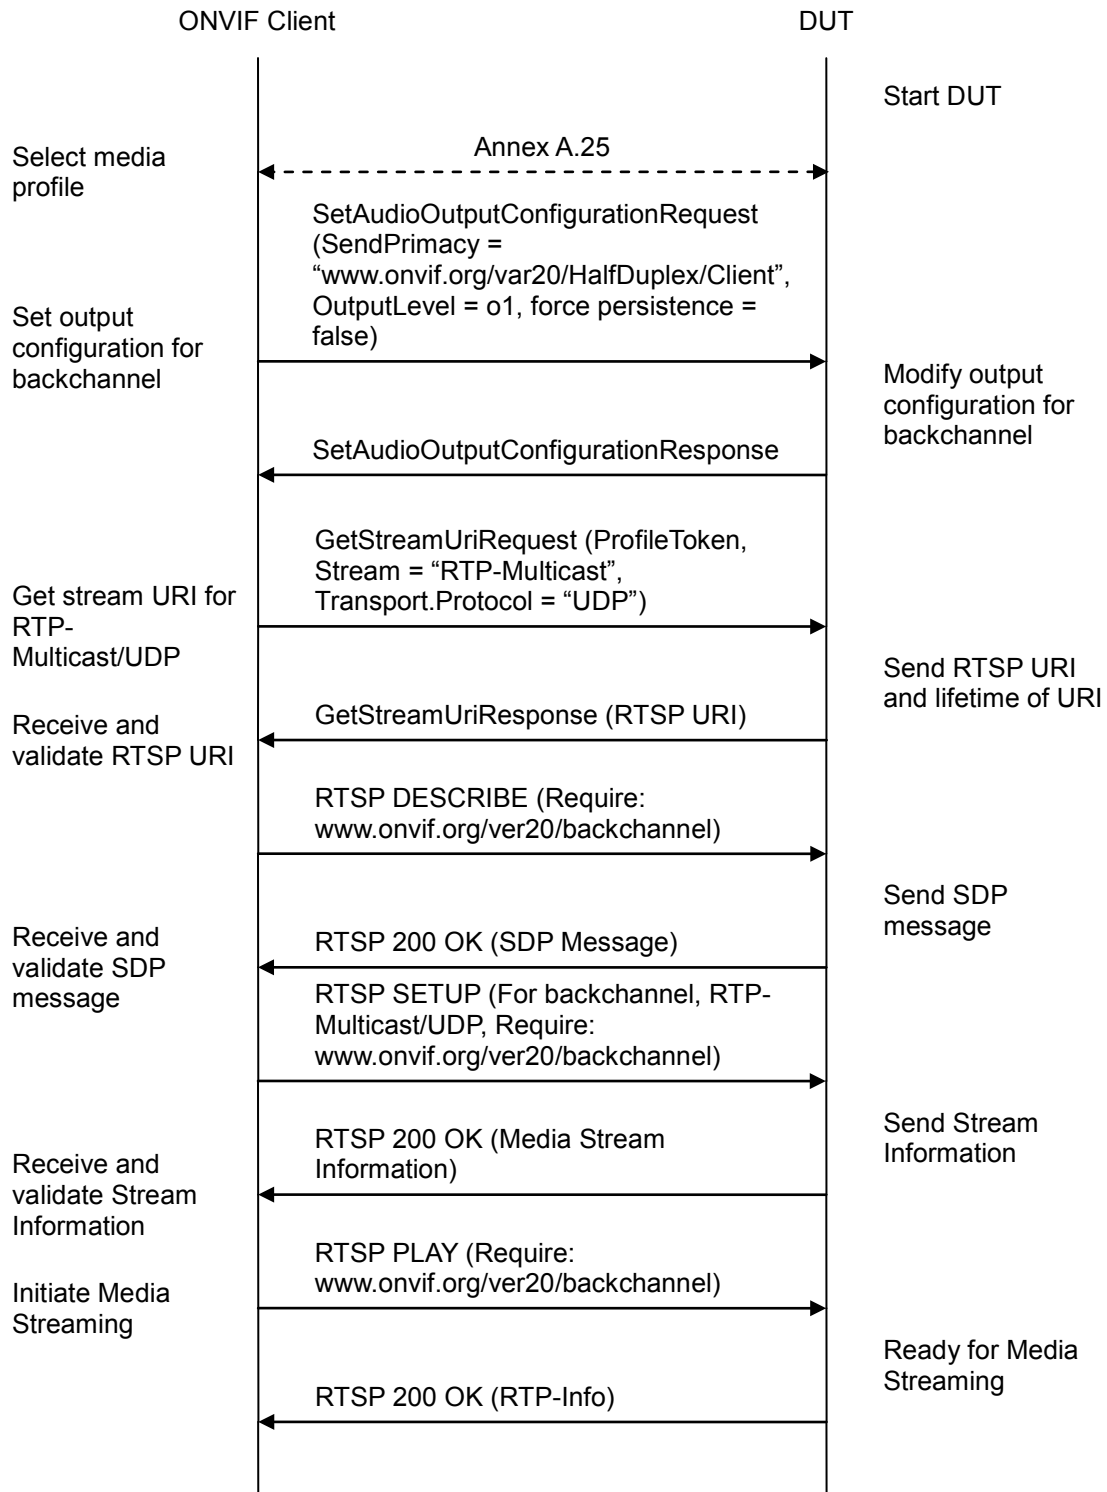 ONVIF Client
DUT
Start DUT
Annex A.25
Select media
profile
SetAudioOutputConfigurationRequest
(SendPrimacy =
“www.onvif.org/var20/HalfDuplex/Client”,
OutputLevel = o1, force persistence =
false)
Set output
configuration for
backchannel
Modify output
configuration for
backchannel
SetAudioOutputConfigurationResponse
GetStreamUriRequest (ProfileToken,
Stream = “RTP-Multicast”,
Transport.Protocol = “UDP”)
Get stream URI for
RTP-
Multicast/UDP
Send RTSP URI
and lifetime of URI
GetStreamUriResponse (RTSP URI)
Receive and
validate RTSP URI
RTSP DESCRIBE (Require:
www.onvif.org/ver20/backchannel)
Send SDP
message
Receive and
validate SDP
message
RTSP 200 OK (SDP Message)
RTSP SETUP (For backchannel, RTP-
Multicast/UDP, Require:
www.onvif.org/ver20/backchannel)
Send Stream
Information
RTSP 200 OK (Media Stream
Information)
Receive and
validate Stream
Information
RTSP PLAY (Require:
www.onvif.org/ver20/backchannel)
Initiate Media
Streaming
Ready for Media
Streaming
RTSP 200 OK (RTP-Info)